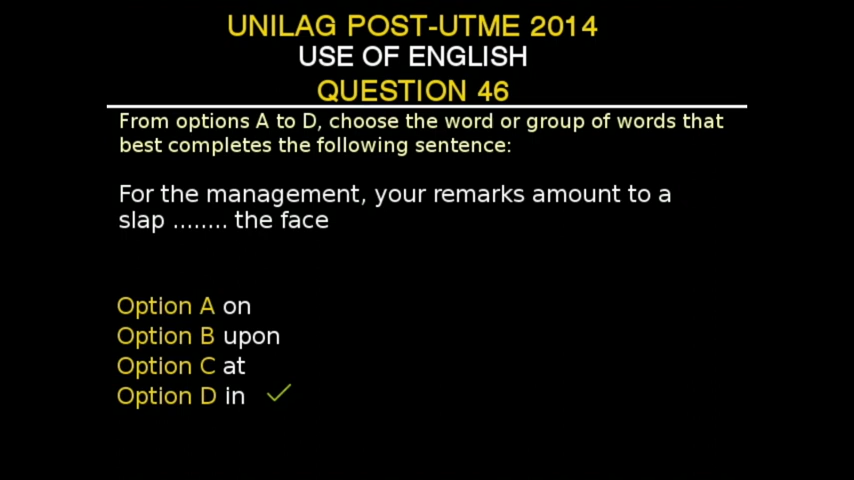 UNILAG POST-UTME 2014
USE OF ENGLISH
QUESTION 46
From options A to D, choose the word or group of words that
best completes the following sentence:
For the management, your remarks amount to a
slap ........ the face
Option A on
Option B upon
Option C at
Option D in